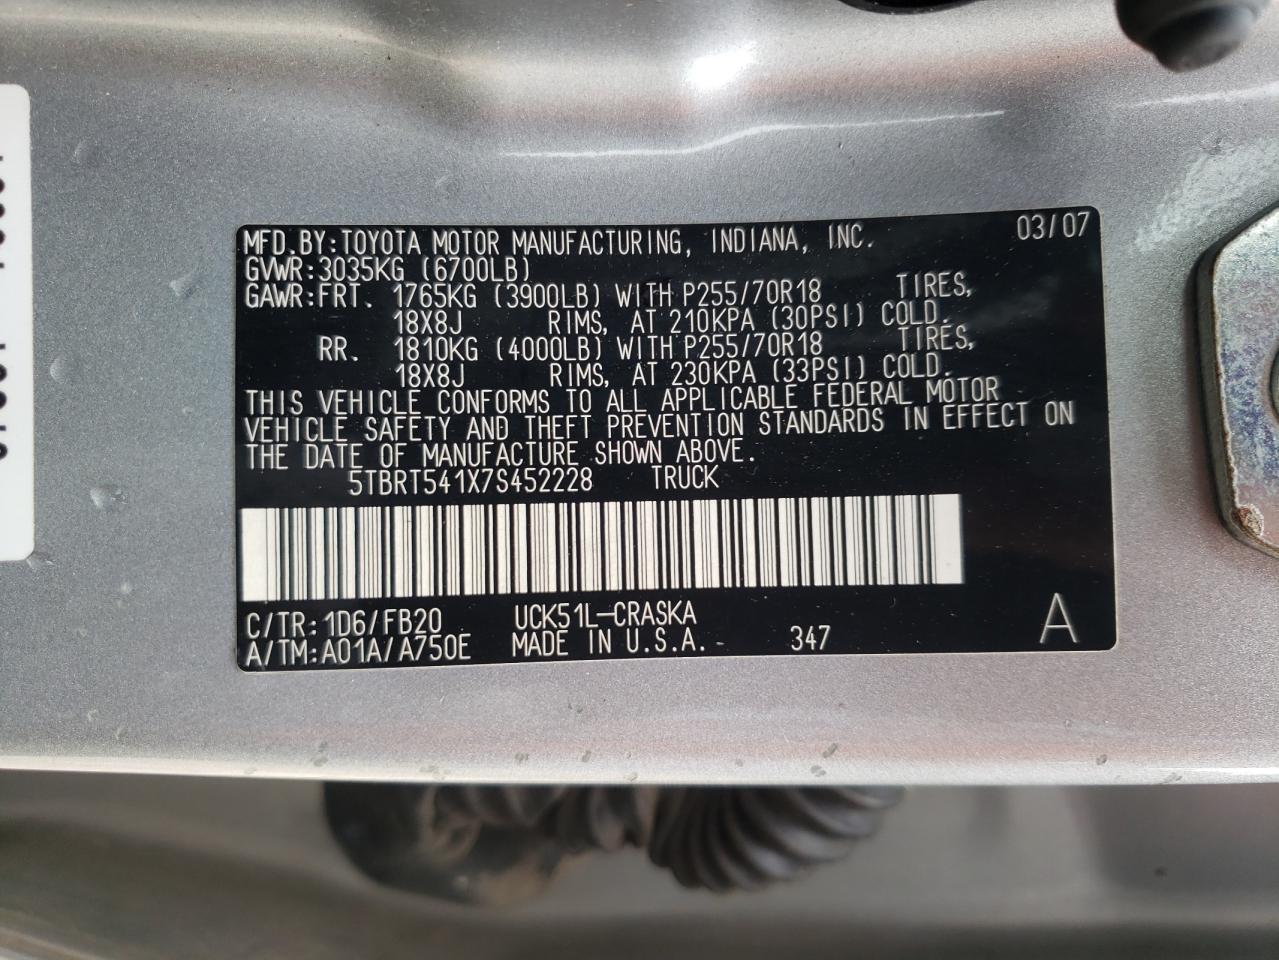 MFD.BY:TOYOTA MOTOR MANUFACTURING, INDIANA, INC. 03/07
GVWR:3035KG (6700LB)
GAWR:FRT. 1765KG (3900LB) WITH P255/70R18 TIRES,
18X8J RIMS, AT 210KPA (30PSI) COLD.
RR. 1810KG (4000LB) WITH P255/70R18 TIRES,
18X8J RIMS, AT 230KPA (33PSI) COLD.
THIS VEHICLE CONFORMS TO ALL APPLICABLE FEDERAL MOTOR
VEHICLE SAFETY AND THEFT PREVENTION STANDARDS IN EFFECT ON
THE DATE OF MANUFACTURE SHOWN ABOVE.
5TBRT541X7S452228 TRUCK
C/TR:1D6/FB20 UCK51L-CRASKA A
A/TM:A01A/A750E MADE IN U.S.A. 347